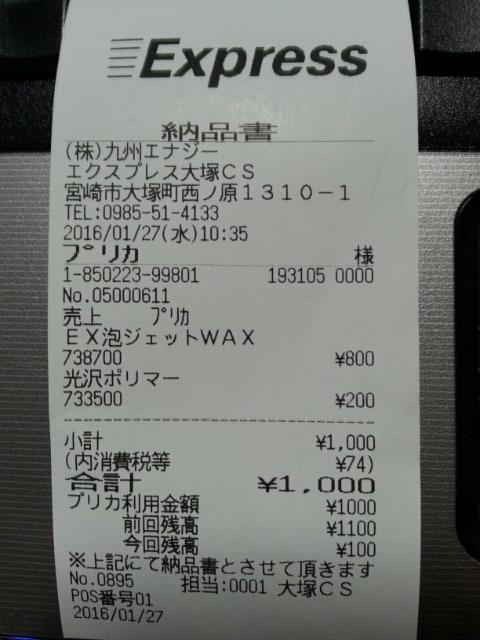 Express
納品書
(株)九州エナジー
エクスプレス大塚CS
宮崎市大塚町西ノ原1310-1
TEL:0985-51-4133
2016/01/27(水)10:35
プリカ 様
1-850223-99801 193105 0000
No.05000611
売上 プリカ
EX泡ジェットWAX
738700 ¥800
光沢ポリマー
733500 ¥200
小計 ¥1,000
(内消費税等 ¥74)
合計 ¥1,000
プリカ利用金額 ¥1000
前回残高 ¥1100
今回残高 ¥100
※上記にて納品書とさせて頂きます
No.0895 担当:0001 大塚CS
POS番号01
2016/01/27